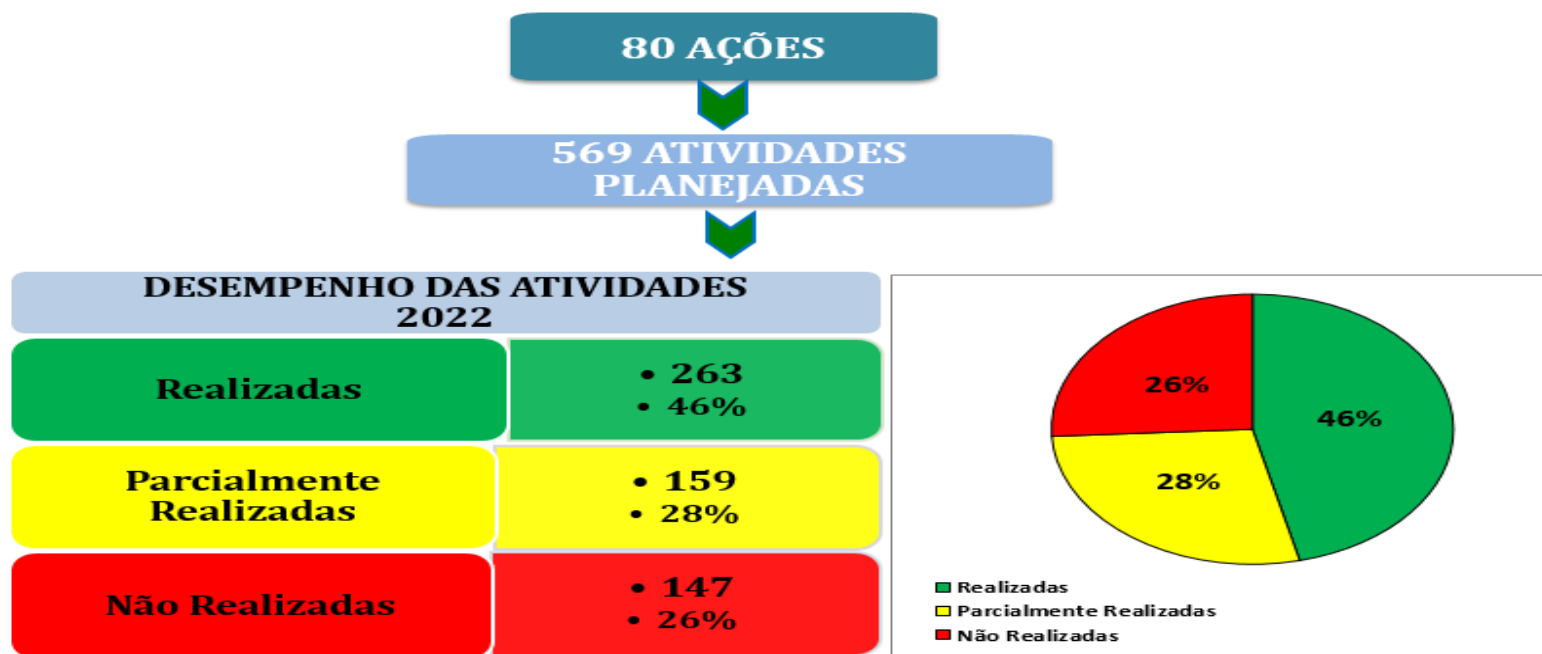 80 AÇÕES
569 ATIVIDADES
PLANEJADAS
DESEMPENHO DAS ATIVIDADES
2022
Realizadas
• 263
• 46%
Parcialmente
Realizadas
• 159
• 28%
Não Realizadas
• 147
• 26%
26%
46%
28%
Realizadas
Parcialmente Realizadas
Não Realizadas